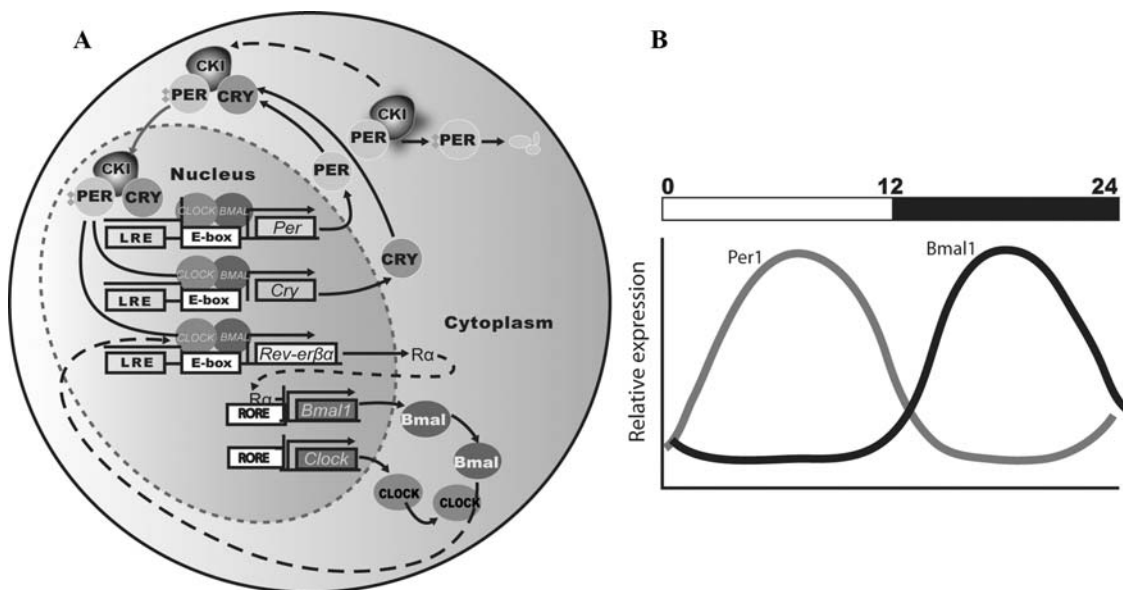 A
CKI
PER CRY
CKI
PER
PER
CKI
PER CRY
Nucleus
PER
CLOCK BMAL
Per
LRE E-box
CRY
CLOCK BMAL
Cry
LRE E-box
Cytoplasm
CLOCK BMAL
Rev-erβα
LRE E-box
Rα
Rα
RORE Bmal1
Bmal
RORE Clock
Bmal
CLOCK
CLOCK
B
0 12 24
Per1
Bmal1
Relative expression